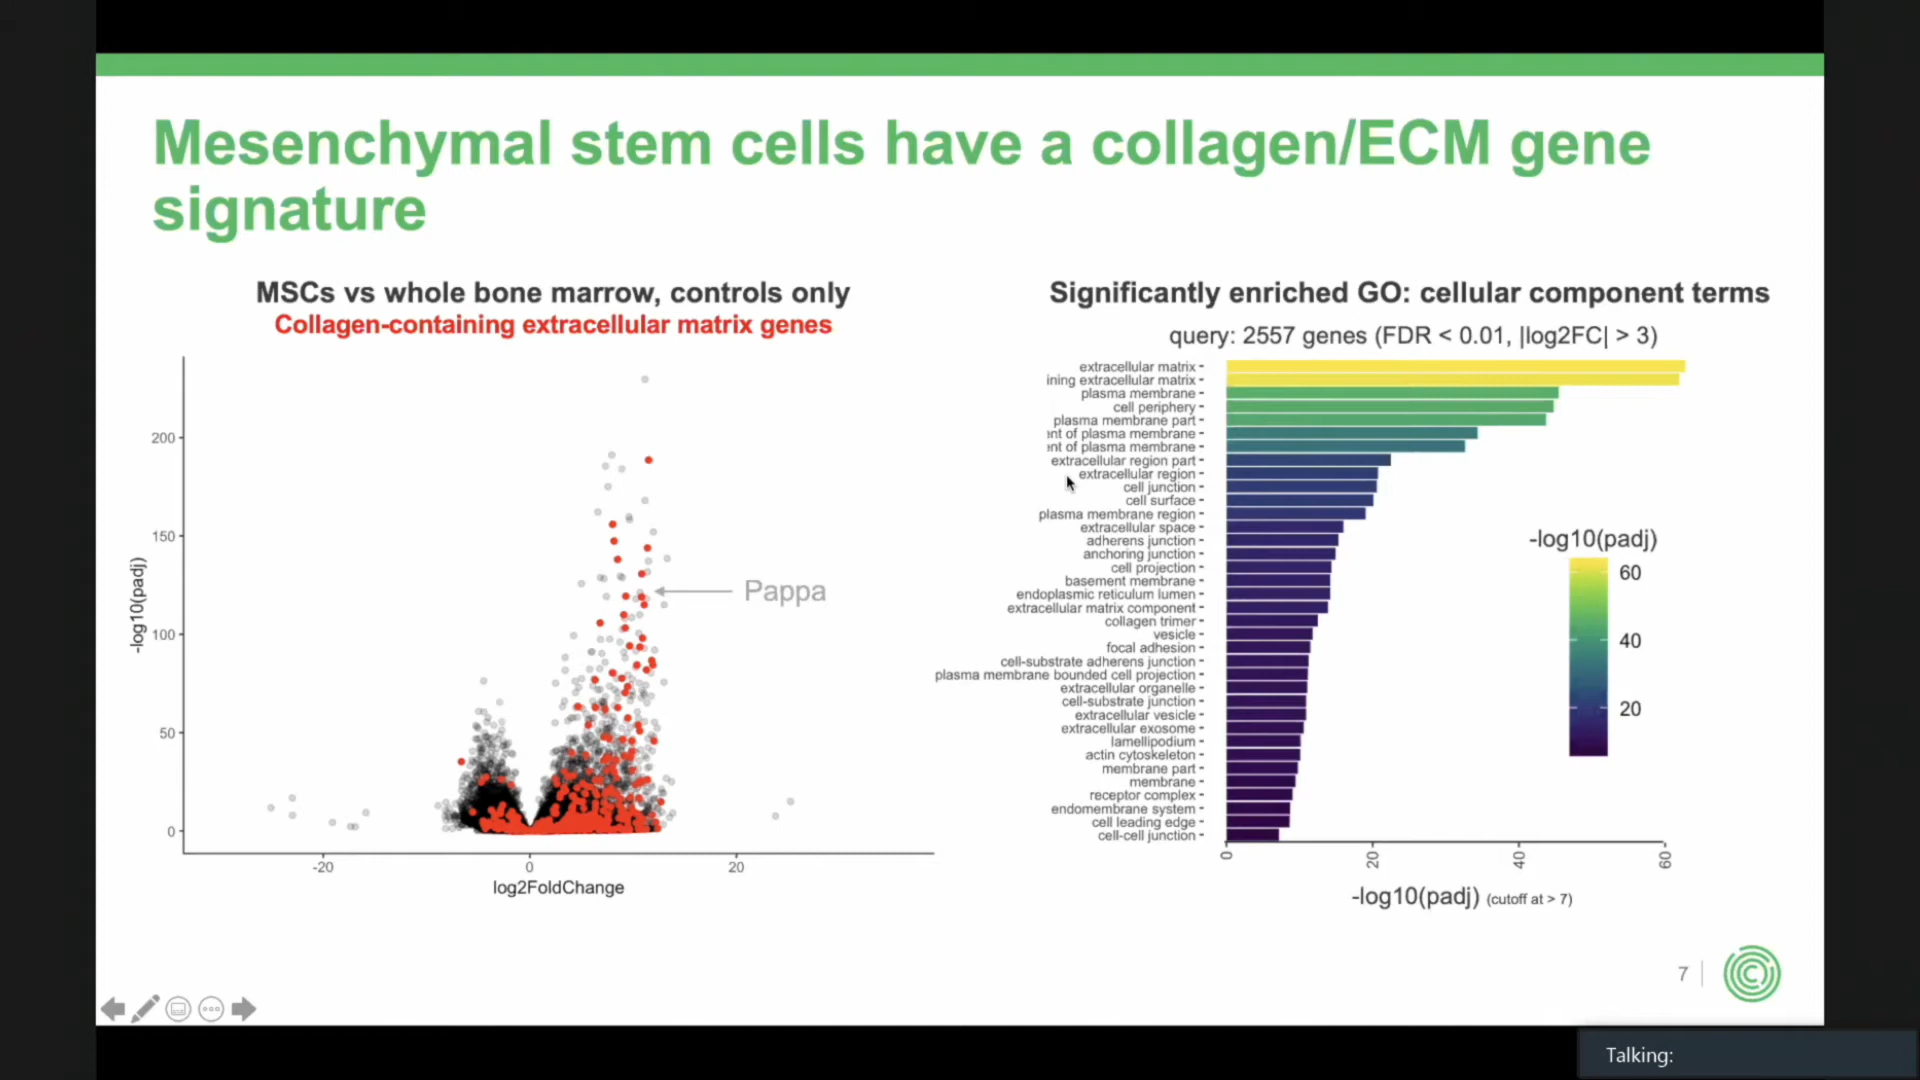 Mesenchymal stem cells have a collagen/ECM gene
signature
MSCs vs whole bone marrow, controls only
Collagen-containing extracellular matrix genes
-log10(padj)
200
150
100
50
0
Pappa
-20
0
20
log2FoldChange
Significantly enriched GO: cellular component terms
query: 2557 genes (FDR < 0.01, |log2FC| > 3)
extracellular matrix
ining extracellular matrix
plasma membrane
cell periphery
plasma membrane part
nt of plasma membrane
nt of plasma membrane
extracellular region part
extracellular region
cell junction
cell surface
plasma membrane region
extracellular space
adherens junction
anchoring junction
cell projection
basement membrane
endoplasmic reticulum lumen
extracellular matrix component
collagen trimer
vesicle
focal adhesion
cell-substrate adherens junction
plasma membrane bounded cell projection
extracellular organelle
cell-substrate junction
extracellular vesicle
extracellular exosome
lamellipodium
actin cytoskeleton
membrane part
membrane
receptor complex
endomembrane system
cell leading edge
cell-cell junction
0
20
40
60
-log10(padj) (cutoff at > 7)
-log10(padj)
60
40
20
7
Talking: